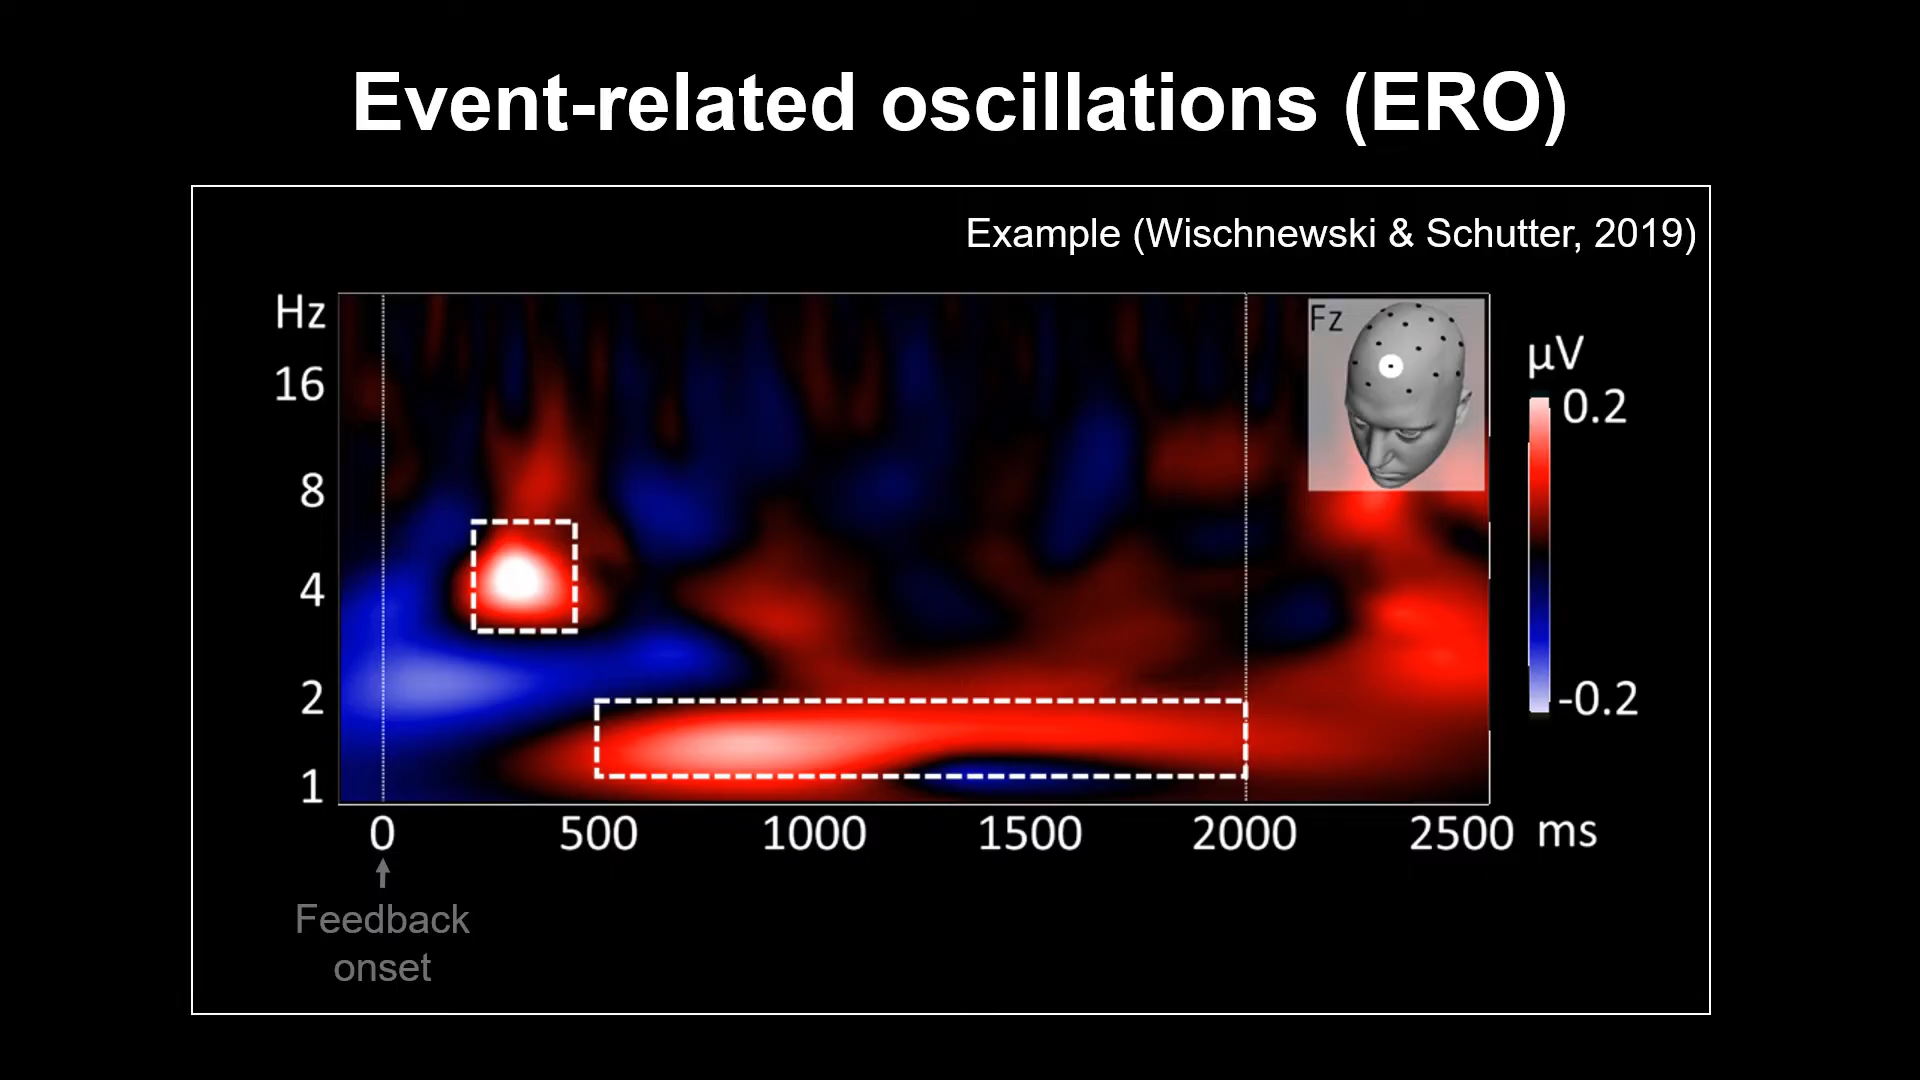 Event-related oscillations (ERO)
Example (Wischnewski & Schutter, 2019)
Hz
16
8
4
2
1
Fz
µV
0.2
-0.2
0 500 1000 1500 2000 2500 ms
Feedback
onset